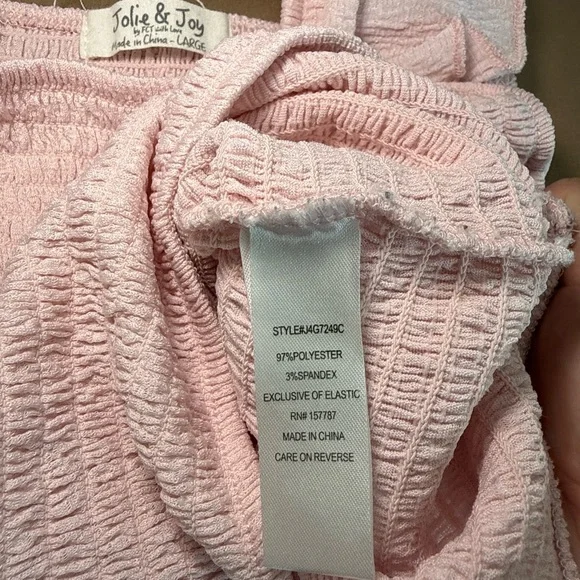 Jolie & Joy
by FCT with Love
Made in China - LARGE
STYLE#J4G7249C
97%POLYESTER
3%SPANDEX
EXCLUSIVE OF ELASTIC
RN# 157787
MADE IN CHINA
CARE ON REVERSE